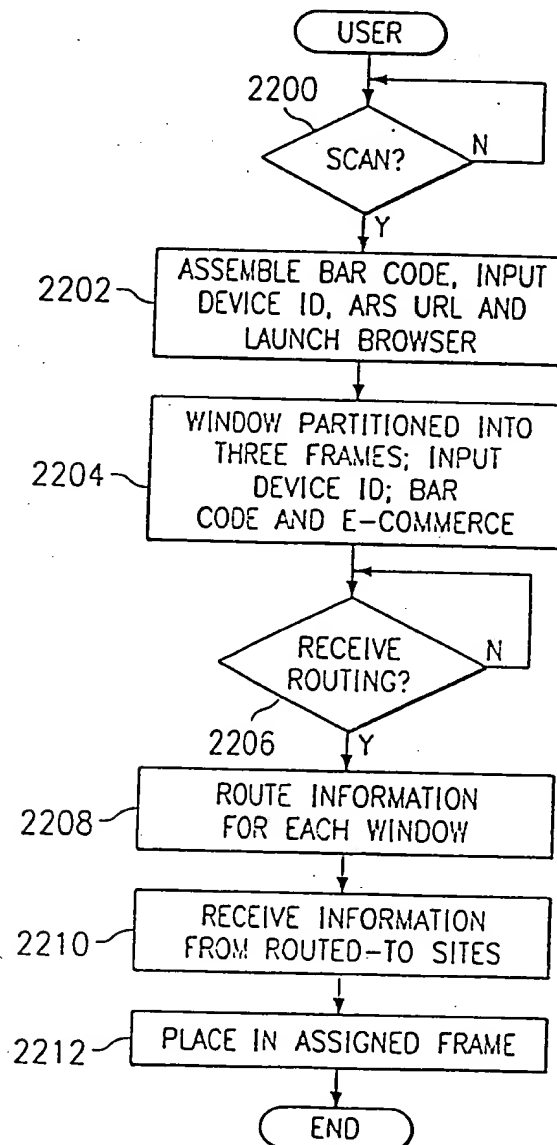 USER
2200
SCAN?
N
Y
2202
ASSEMBLE BAR CODE, INPUT
DEVICE ID, ARS URL AND
LAUNCH BROWSER
2204
WINDOW PARTITIONED INTO
THREE FRAMES; INPUT
DEVICE ID; BAR
CODE AND E-COMMERCE
RECEIVE
ROUTING?
N
2206
Y
2208
ROUTE INFORMATION
FOR EACH WINDOW
2210
RECEIVE INFORMATION
FROM ROUTED-TO SITES
2212
PLACE IN ASSIGNED FRAME
END